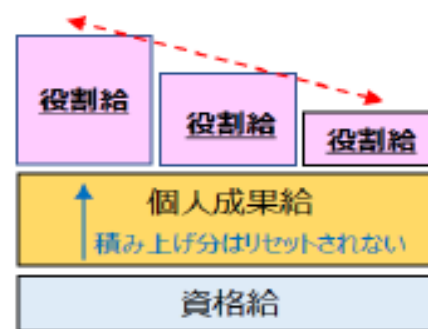 役割給
役割給
役割給
個人成果給
積み上げ分はリセットされない
資格給